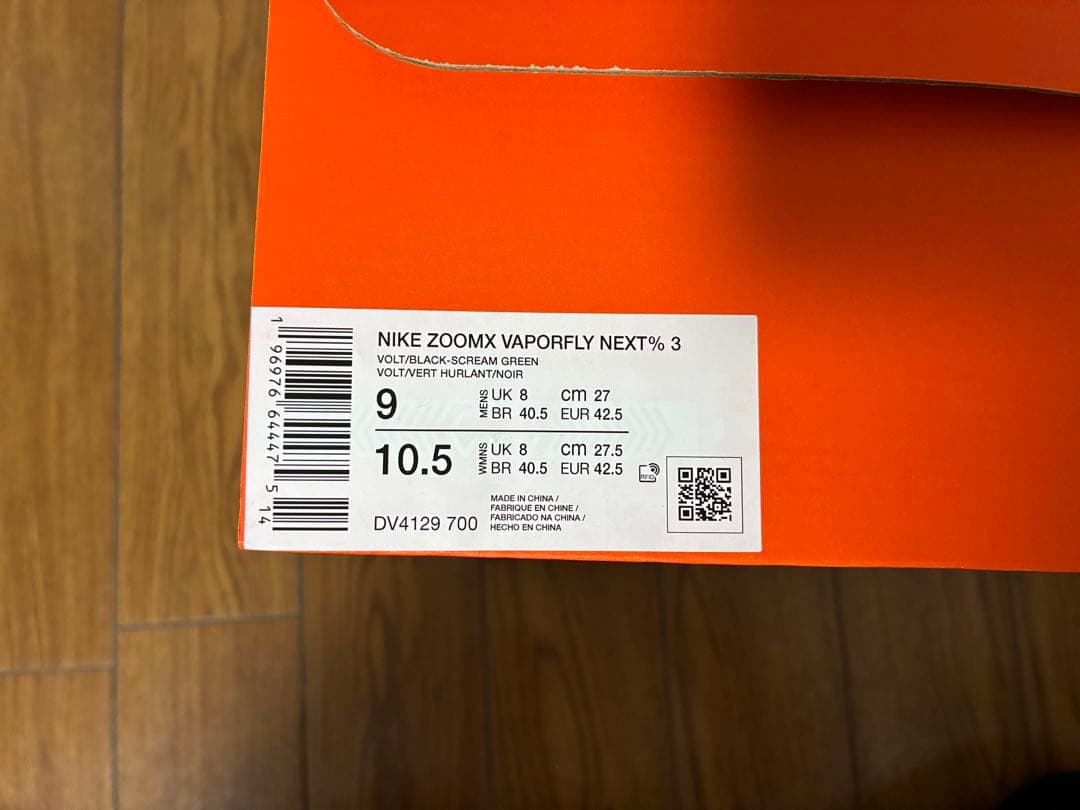 NIKE ZOOMX VAPORFLY NEXT% 3
VOLT/BLACK-SCREAM GREEN
VOLT/VERT HURLANT/NOIR
9 MENS UK 8 cm 27
BR 40.5 EUR 42.5
10.5 WMNS UK 8 cm 27.5
BR 40.5 EUR 42.5
RFID
DV4129 700
MADE IN CHINA /
FABRIQUE EN CHINE /
FABRICADO NA CHINA /
HECHO EN CHINA
1 96976 64447 5 14